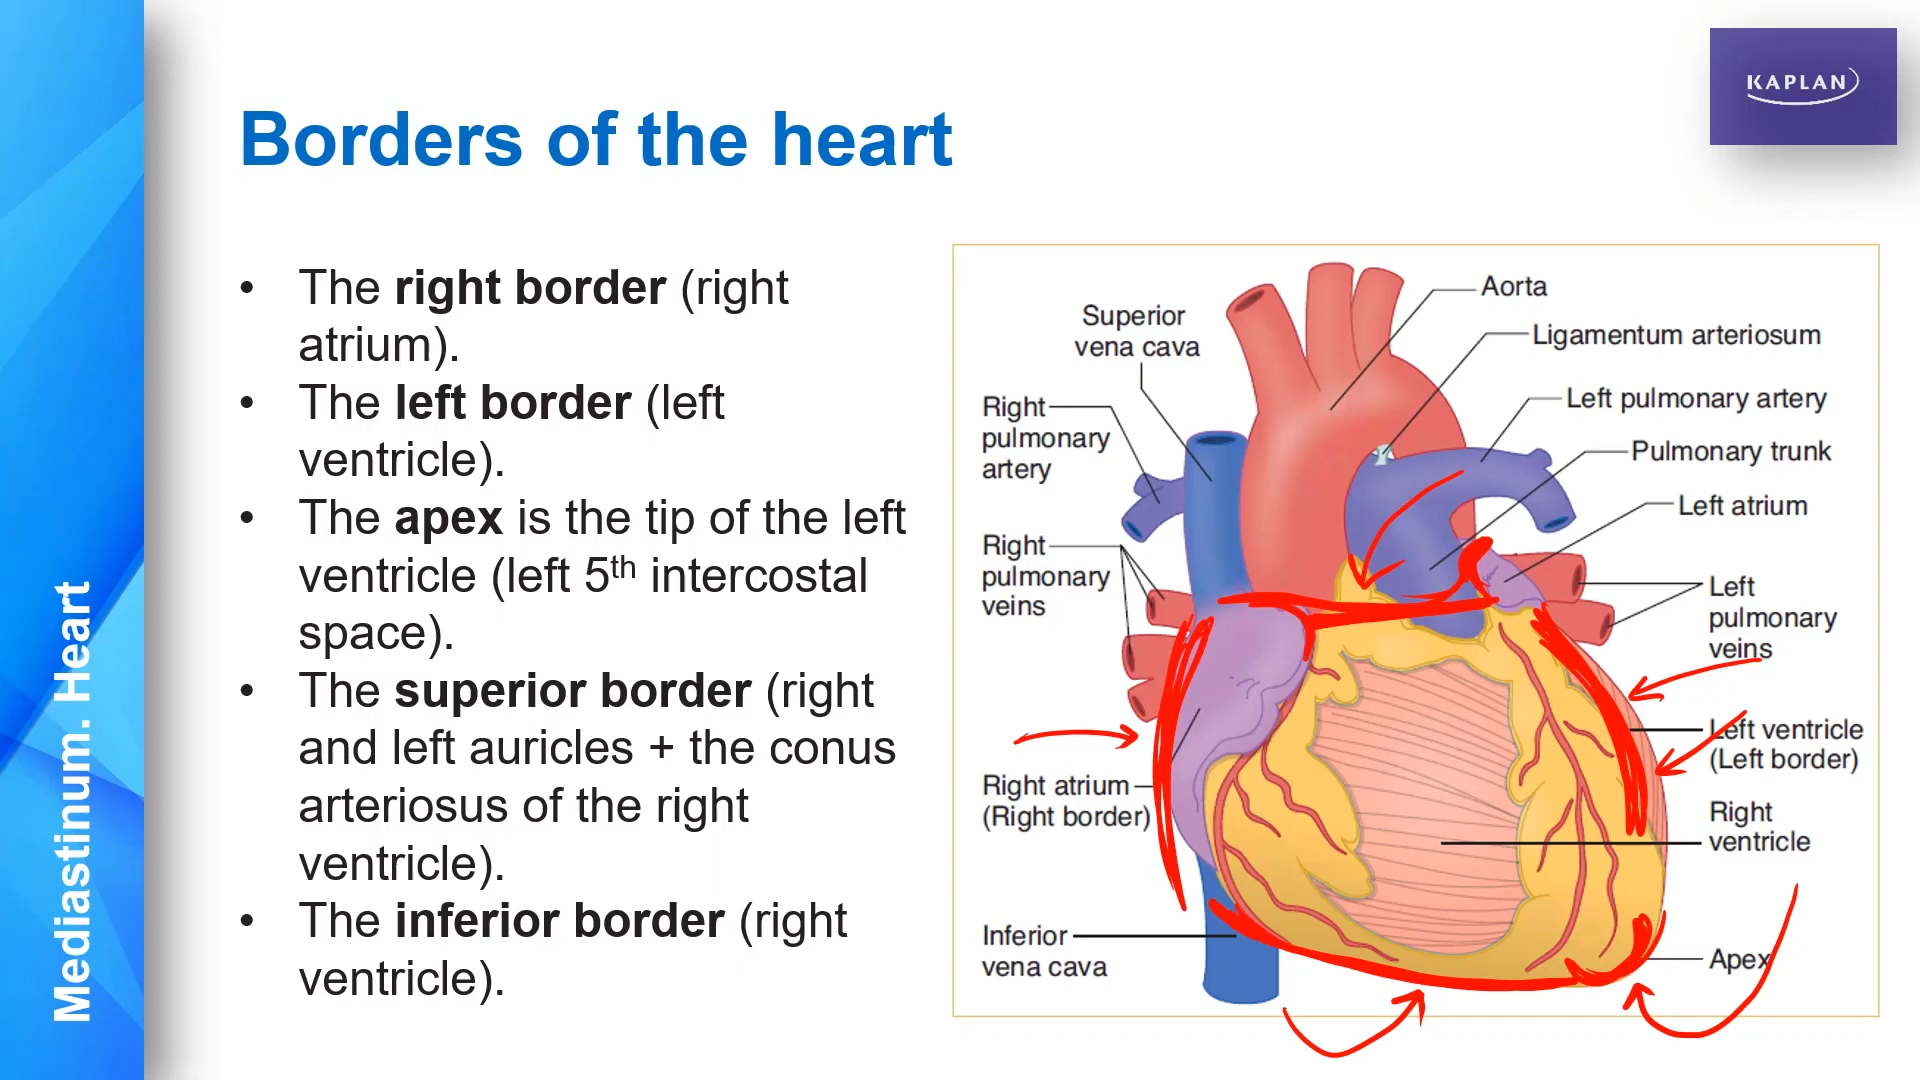 KAPLAN
Borders of the heart
• The right border (right
atrium).
• The left border (left
ventricle).
• The apex is the tip of the left
ventricle (left 5th intercostal
space).
• The superior border (right
and left auricles + the conus
arteriosus of the right
ventricle).
• The inferior border (right
ventricle).
Mediastinum. Heart
Superior
vena cava
Right
pulmonary
artery
Right
pulmonary
veins
Right atrium
(Right border)
Inferior
vena cava
Aorta
Ligamentum arteriosum
Left pulmonary artery
Pulmonary trunk
Left atrium
Left
pulmonary
veins
Left ventricle
(Left border)
Right
ventricle
Apex